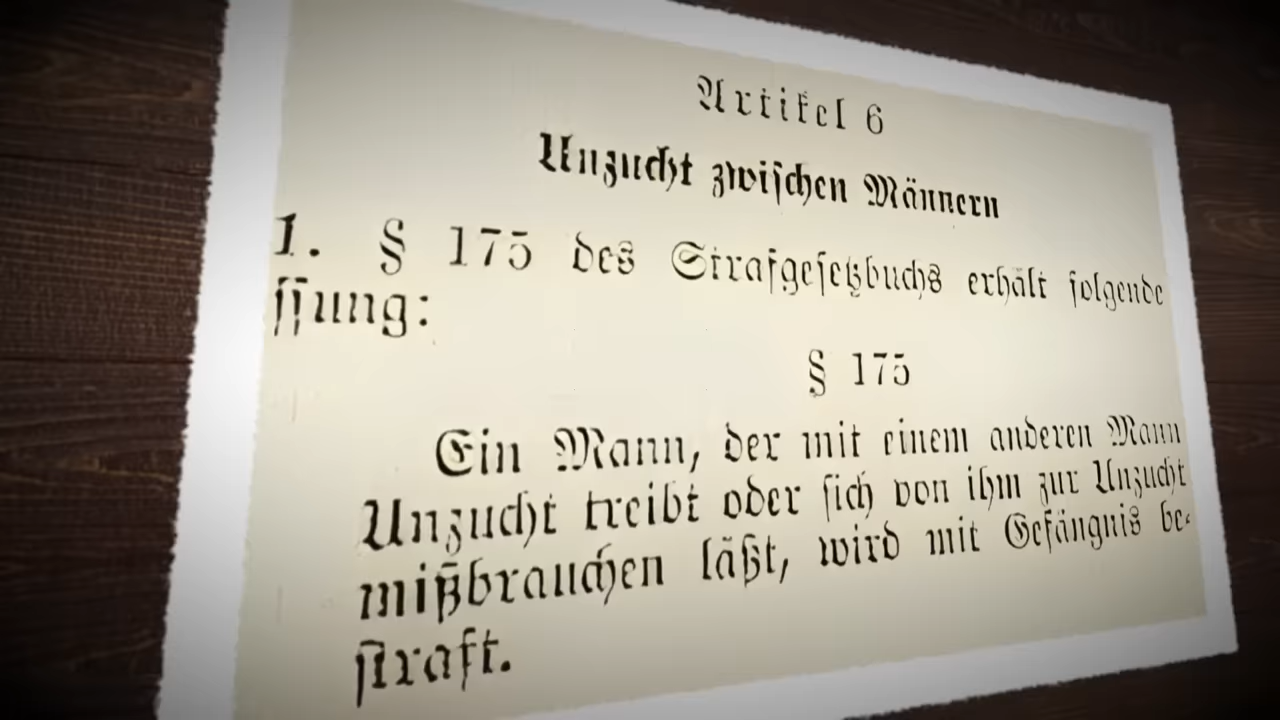 Artikel 6
Unzucht zwischen Männern
1. § 175 des Strafgesetzbuchs erhält folgende
ssung:
§ 175
Ein Mann, der mit einem anderen Mann
Unzucht treibt oder sich von ihm zur Unzucht
mißbrauchen läßt, wird mit Gefängnis be-
straft.